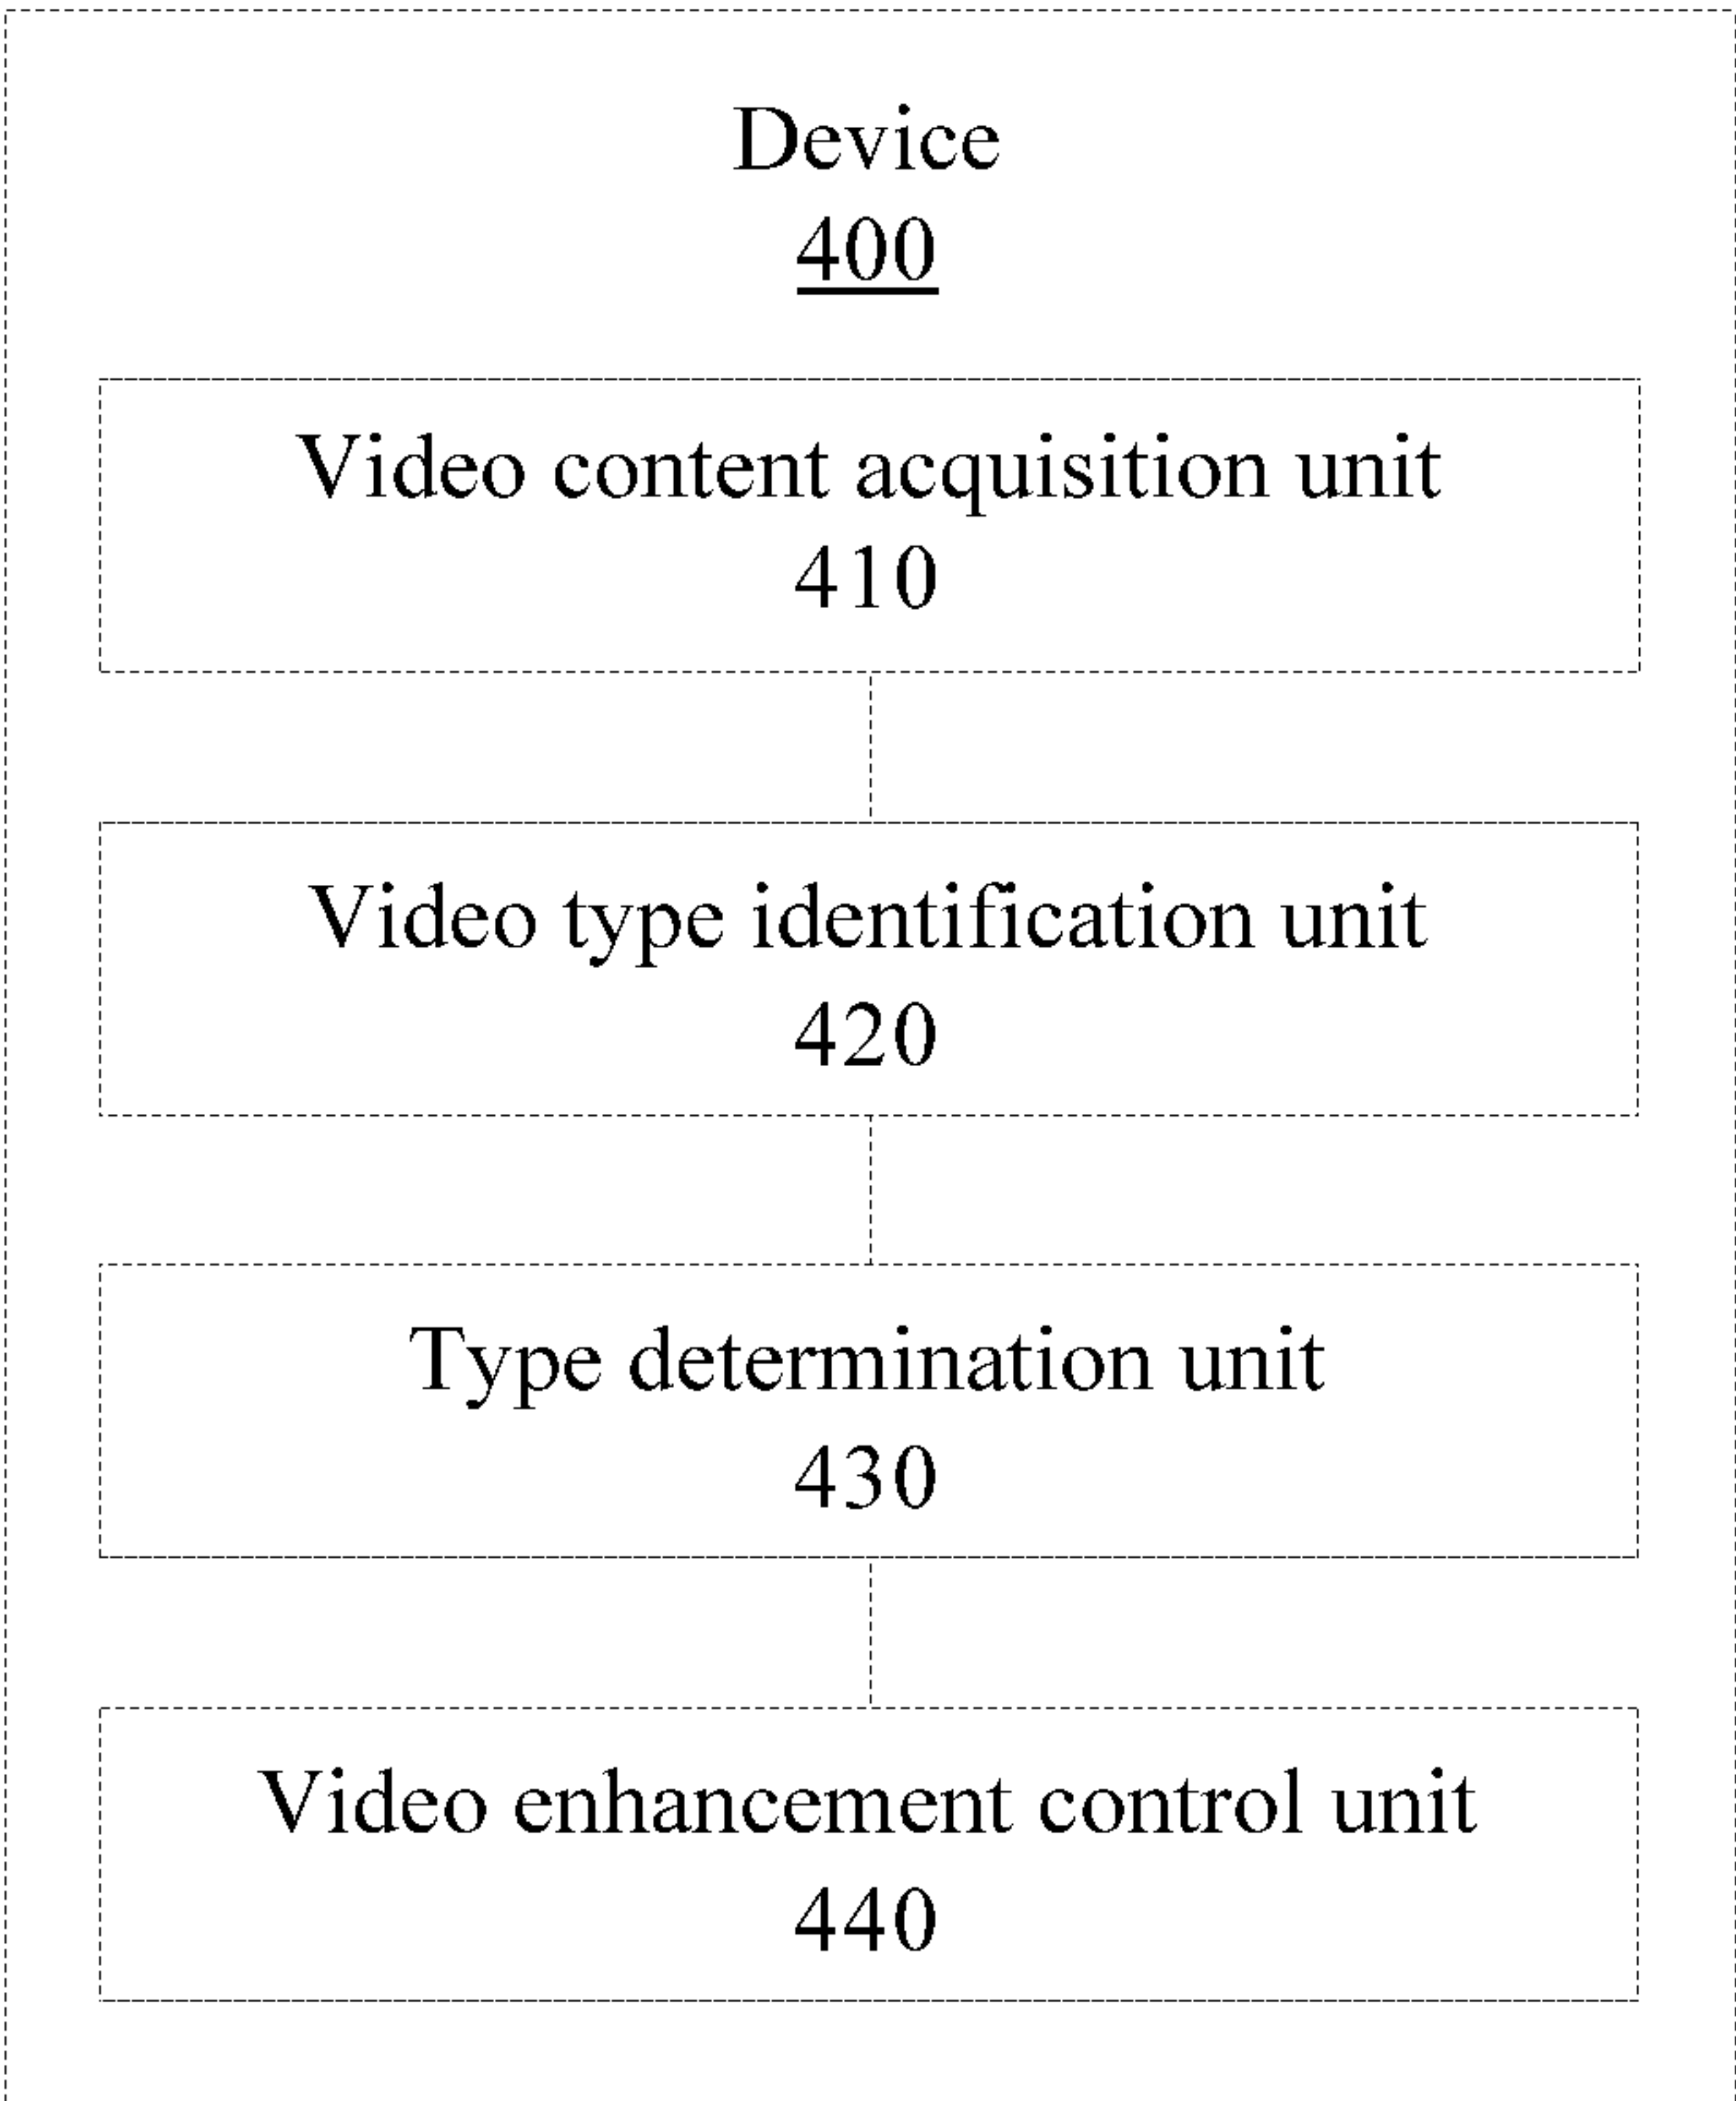 Device
400
Video content acquisition unit
410
Video type identification unit
420
Type determination unit
430
Video enhancement control unit
440